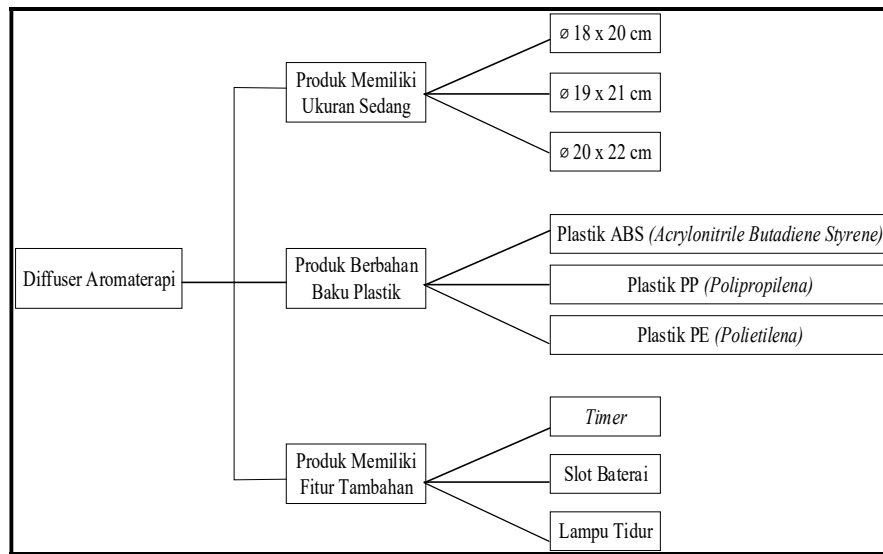 Diffuser Aromaterapi
Produk Memiliki
Ukuran Sedang
ø 18 x 20 cm
ø 19 x 21 cm
ø 20 x 22 cm
Produk Berbahan
Baku Plastik
Plastik ABS (Acrylonitrile Butadiene Styrene)
Plastik PP (Polipropilena)
Plastik PE (Polietilena)
Produk Memiliki
Fitur Tambahan
Timer
Slot Baterai
Lampu Tidur